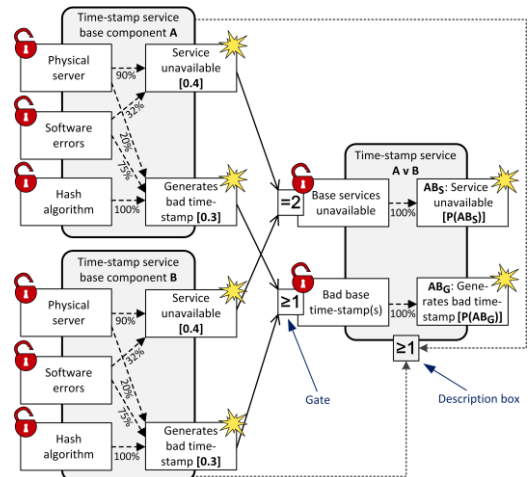 Time-stamp service
base component A
Physical
server
90%
Service
unavailable
[0.4]
32%
Software
errors
20%
75%
Hash
algorithm
100%
Generates
bad time-
stamp [0.3]
Time-stamp service
base component B
Physical
server
90%
Service
unavailable
[0.4]
32%
Software
errors
20%
75%
Hash
algorithm
100%
Generates
bad time-
stamp [0.3]
=2
≥1
Gate
Time-stamp service
A v B
Base services
unavailable
100%
ABS: Service
unavailable
[P(ABS)]
Bad base
time-stamp(s)
100%
ABG: Gene-
rates bad time-
stamp [P(ABG)]
≥1
Description box